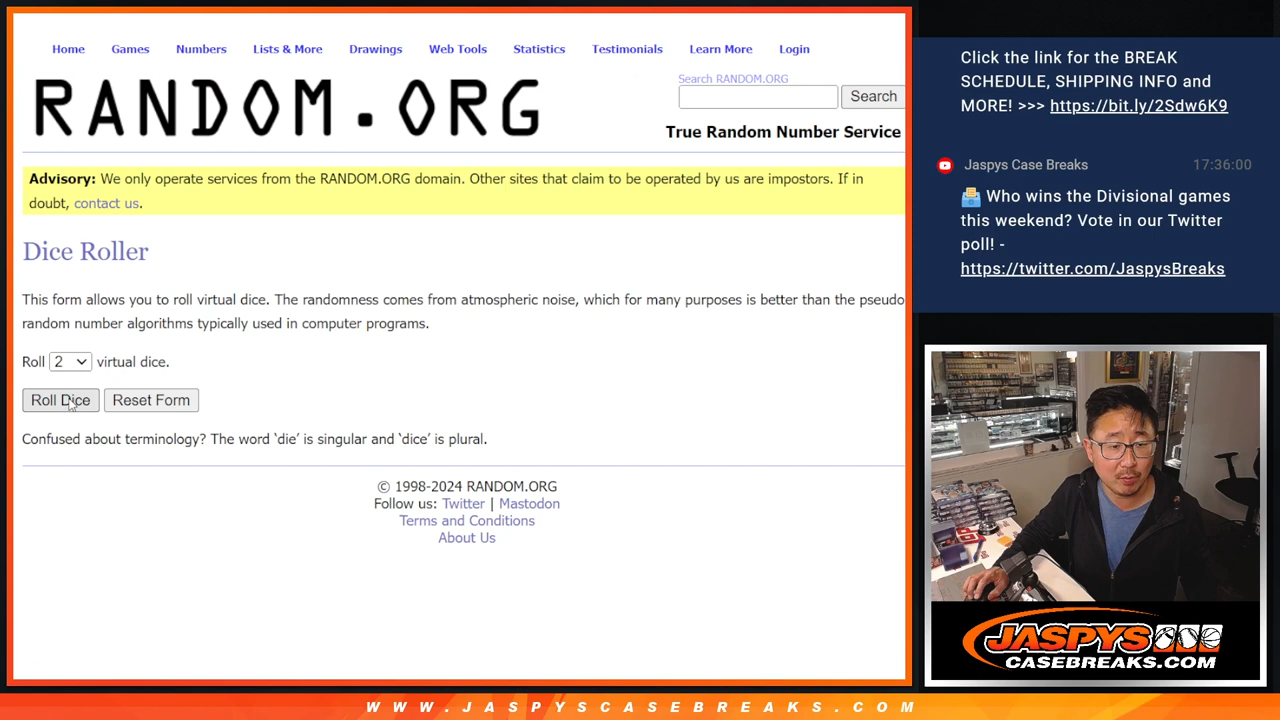 Home Games Numbers Lists & More Drawings Web Tools Statistics Testimonials Learn More Login
RANDOM.ORG
Search RANDOM.ORG
Search
True Random Number Service
Advisory: We only operate services from the RANDOM.ORG domain. Other sites that claim to be operated by us are impostors. If in
doubt, contact us.
Dice Roller
This form allows you to roll virtual dice. The randomness comes from atmospheric noise, which for many purposes is better than the pseudo
random number algorithms typically used in computer programs.
Roll 2 virtual dice.
Roll Dice Reset Form
Confused about terminology? The word ‘die’ is singular and ‘dice’ is plural.
© 1998-2024 RANDOM.ORG
Follow us: Twitter | Mastodon
Terms and Conditions
About Us
Click the link for the BREAK
SCHEDULE, SHIPPING INFO and
MORE! >>> https://bit.ly/2Sdw6K9
Jaspys Case Breaks 17:36:00
Who wins the Divisional games
this weekend? Vote in our Twitter
poll! -
https://twitter.com/JaspysBreaks
JASPYS
CASEBREAKS.COM
WWW.JASPYSCASEBREAKS.COM